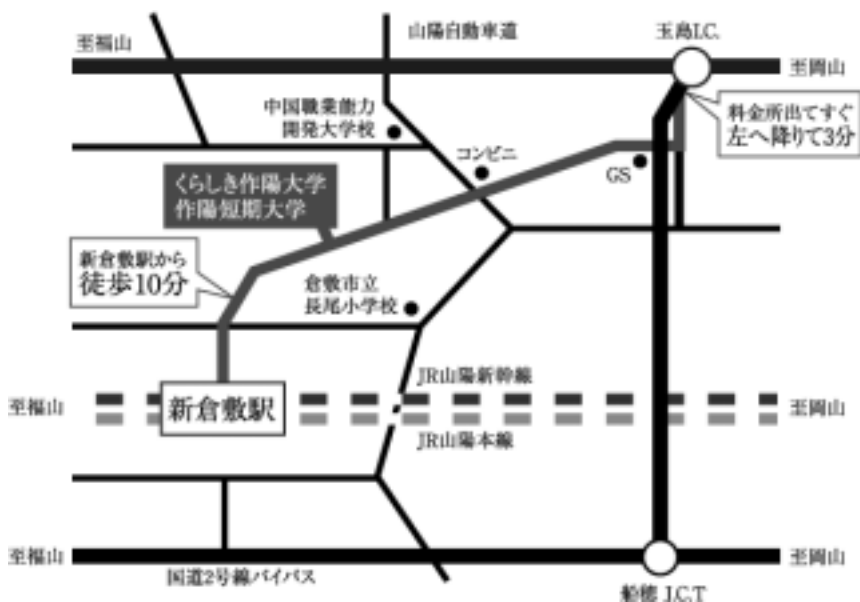 山陽自動車道
玉島I.C.
至福山
至岡山
中国職業能力
開発大学校
料金所出てすぐ
左へ降りて3分
コンビニ
GS
くらしき作陽大学
作陽短期大学
新倉敷駅から
徒歩10分
倉敷市立
長尾小学校
JR山陽新幹線
至福山
新倉敷駅
至岡山
JR山陽本線
至福山
至岡山
国道2号線バイパス
船穂 J.C.T